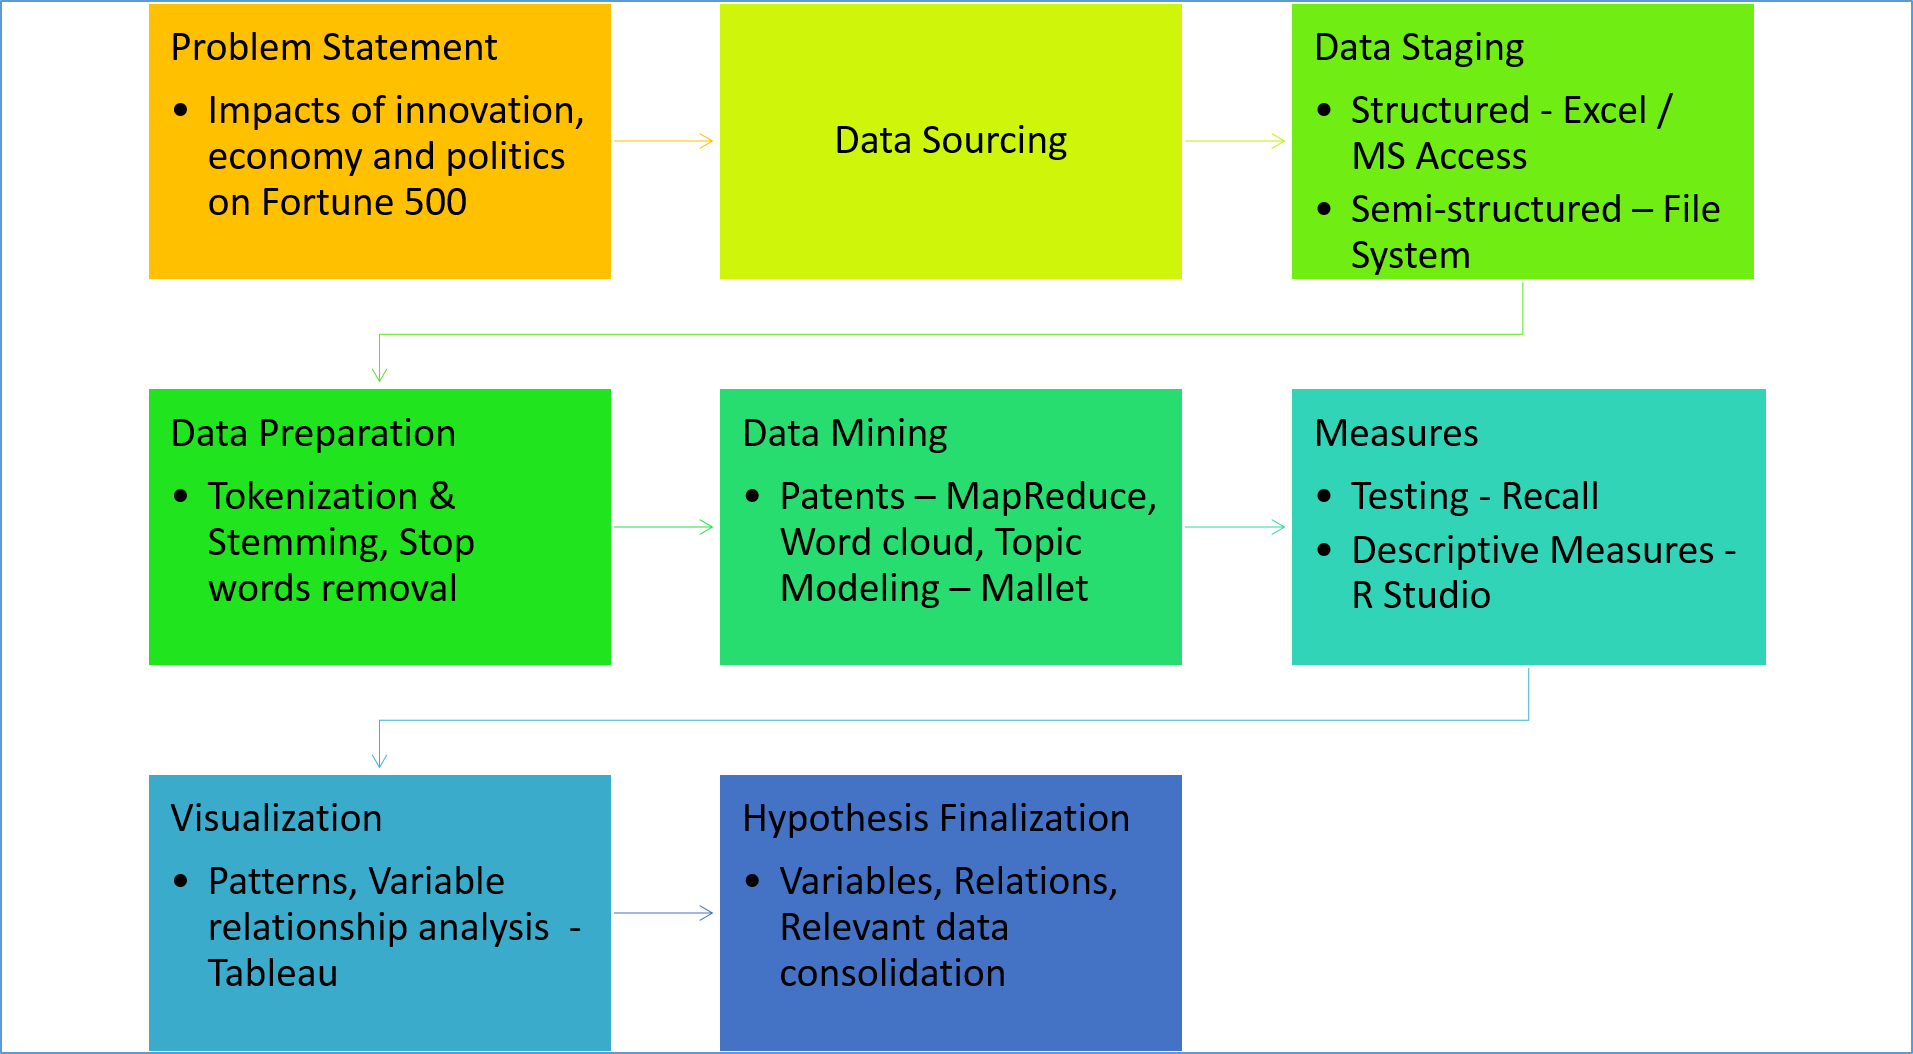 Problem Statement
• Impacts of innovation,
economy and politics
on Fortune 500
Data Sourcing
Data Staging
• Structured - Excel /
MS Access
• Semi-structured – File
System
Data Preparation
• Tokenization &
Stemming, Stop
words removal
Data Mining
• Patents – MapReduce,
Word cloud, Topic
Modeling – Mallet
Measures
• Testing - Recall
• Descriptive Measures -
R Studio
Visualization
• Patterns, Variable
relationship analysis  -
Tableau
Hypothesis Finalization
• Variables, Relations,
Relevant data
consolidation